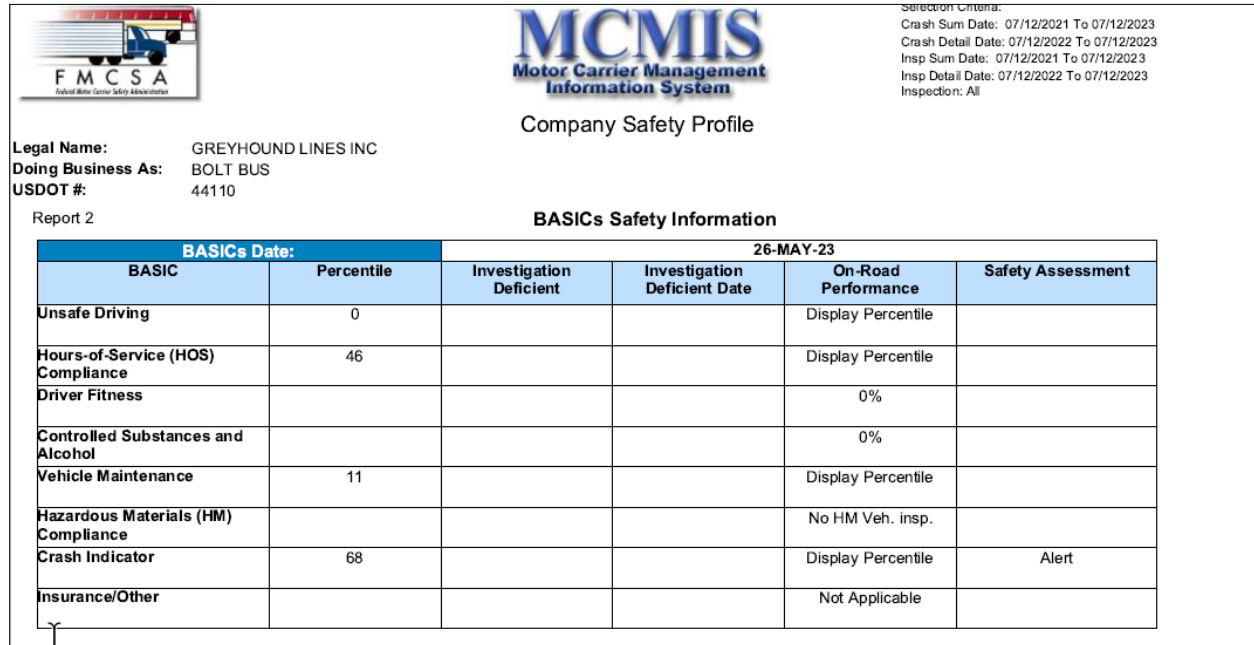 Selection Criteria:
Crash Sum Date: 07/12/2021 To 07/12/2023
Crash Detail Date: 07/12/2022 To 07/12/2023
Insp Sum Date: 07/12/2021 To 07/12/2023
Insp Detail Date: 07/12/2022 To 07/12/2023
Inspection: All
FMCSA
Federal Motor Carrier Safety Administration
MCMIS
Motor Carrier Management
Information System
Company Safety Profile
Legal Name: GREYHOUND LINES INC
Doing Business As: BOLT BUS
USDOT #: 44110
Report 2
BASICs Safety Information
BASICs Date: 26-MAY-23
BASIC Percentile Investigation Deficient Investigation Deficient Date On-Road Performance Safety Assessment
Unsafe Driving 0 Display Percentile
Hours-of-Service (HOS) Compliance 46 Display Percentile
Driver Fitness 0%
Controlled Substances and Alcohol 0%
Vehicle Maintenance 11 Display Percentile
Hazardous Materials (HM) Compliance No HM Veh. insp.
Crash Indicator 68 Display Percentile Alert
Insurance/Other Not Applicable